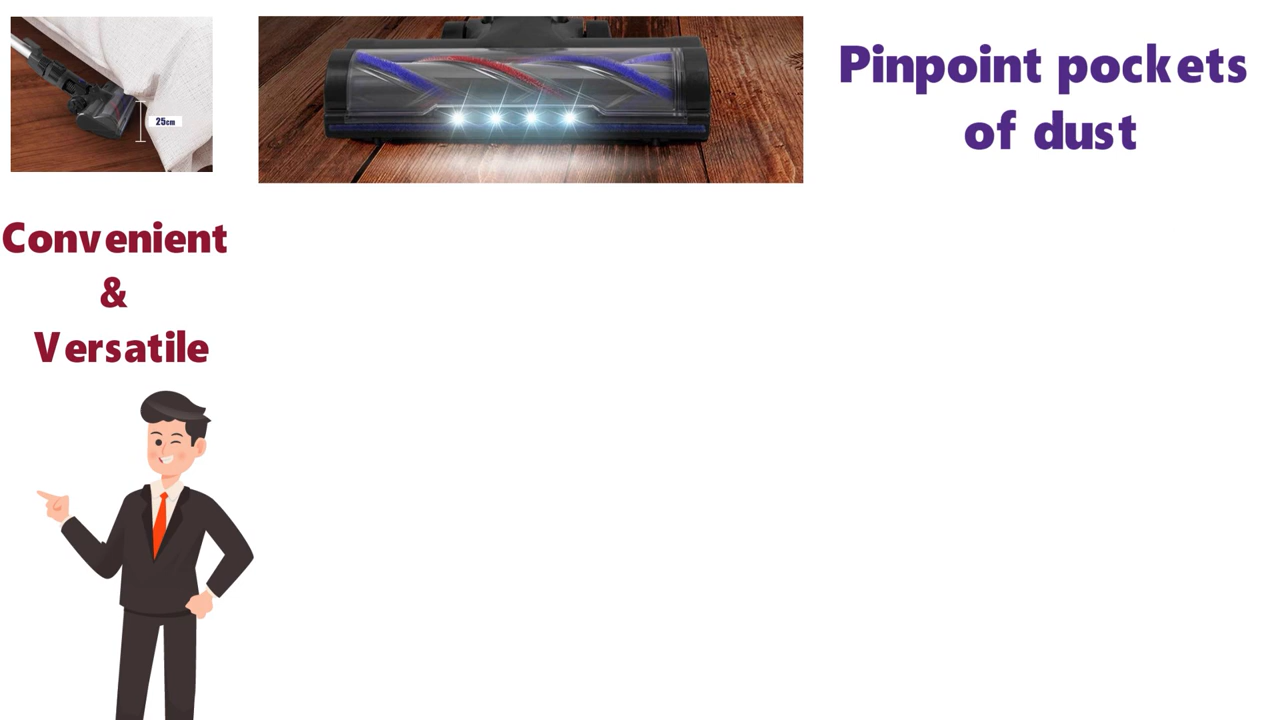 25cm
Pinpoint pockets
of dust
Convenient
&
Versatile